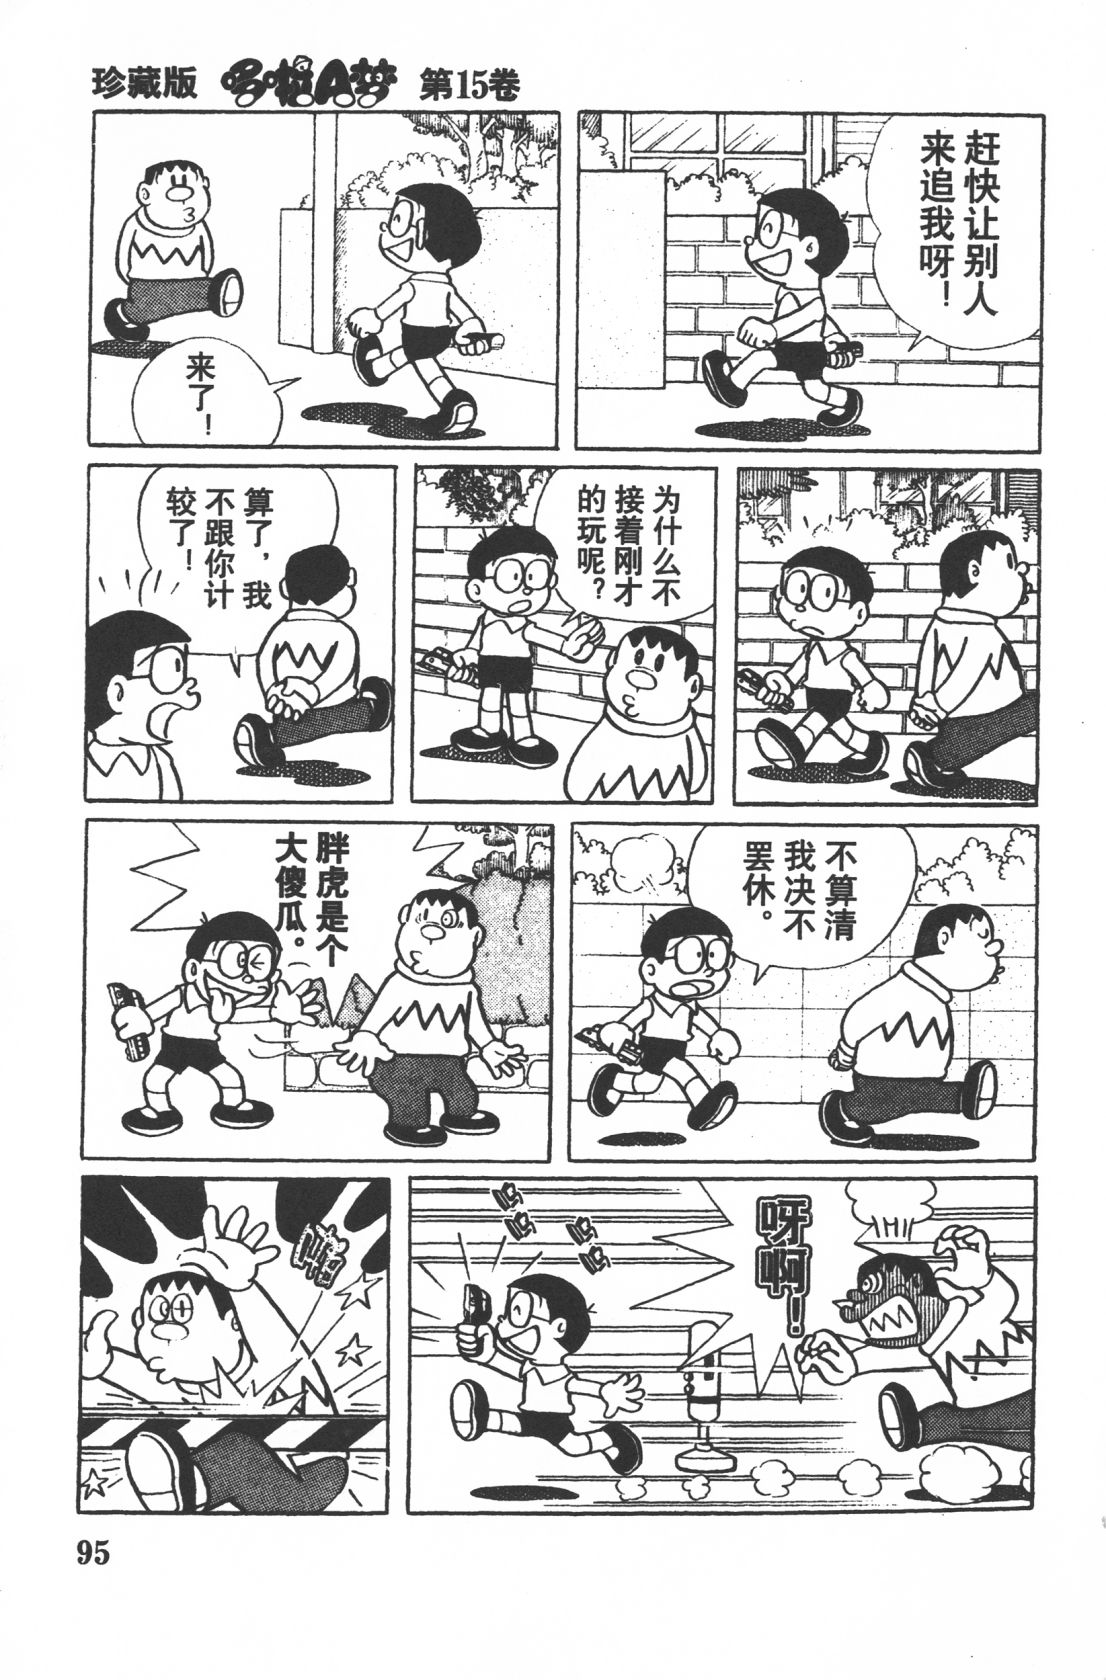 珍藏版 哆啦A梦 第15卷
赶快让别人
来追我呀！
来了！
为什么不
接着刚才
的玩呢？
算了，我
不跟你计
较了！
不算清
我决不
罢休。
胖虎是个
大傻瓜。
呀
啊！
95